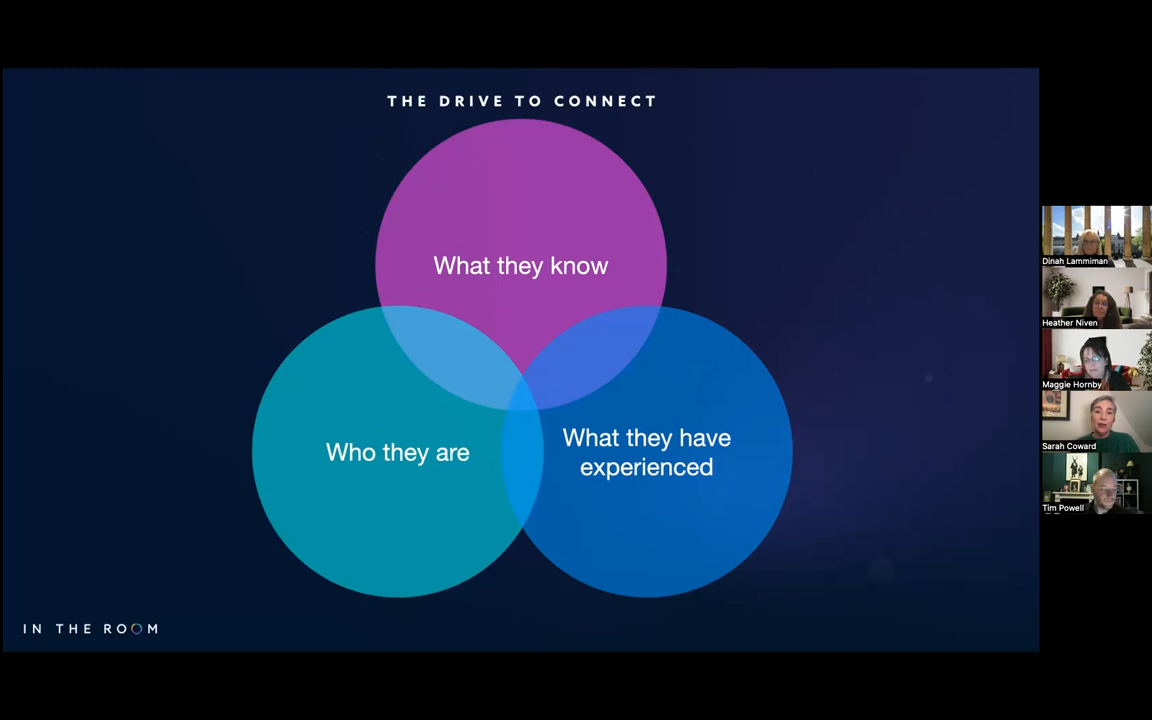 THE DRIVE TO CONNECT
What they know
Who they are
What they have
experienced
IN THE ROOM
Dinah Lammiman
Heather Niven
Maggie Hornby
Sarah Coward
Tim Powell